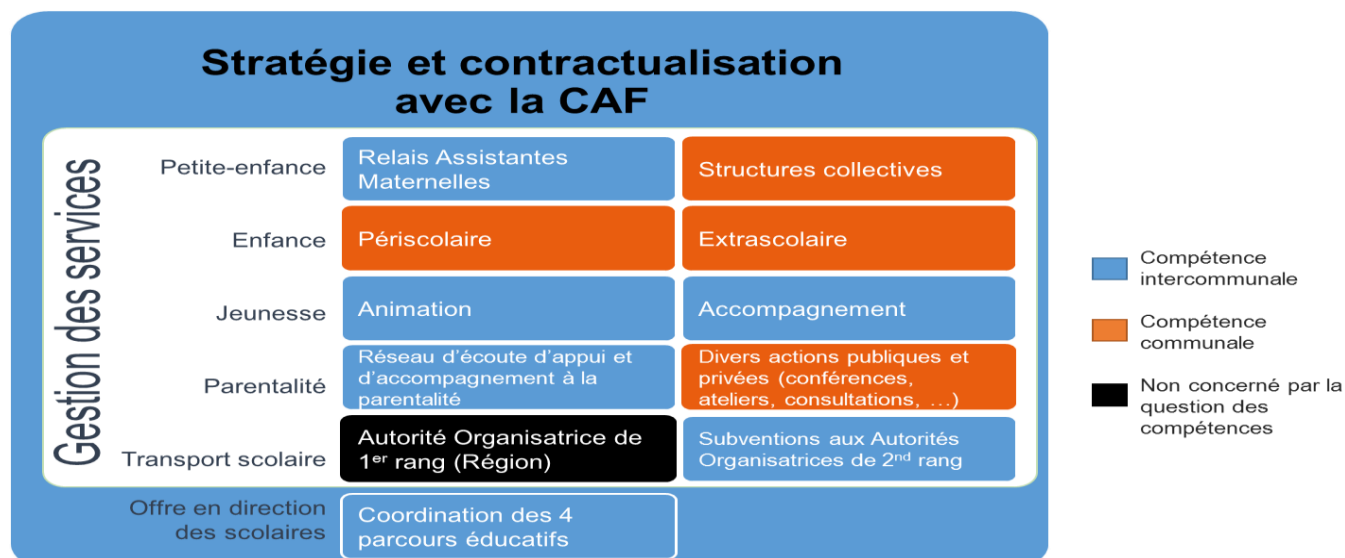 Stratégie et contractualisation
avec la CAF
Gestion des services
Petite-enfance
Relais Assistantes
Maternelles
Structures collectives
Enfance
Périscolaire
Extrascolaire
Jeunesse
Animation
Accompagnement
Parentalité
Réseau d'écoute d'appui et
d'accompagnement à la
parentalité
Divers actions publiques et
privées (conférences,
ateliers, consultations, …)
Transport scolaire
Autorité Organisatrice de
1er rang (Région)
Subventions aux Autorités
Organisatrices de 2nd rang
Offre en direction
des scolaires
Coordination des 4
parcours éducatifs
Compétence
intercommunale
Compétence
communale
Non concerné par la
question des
compétences